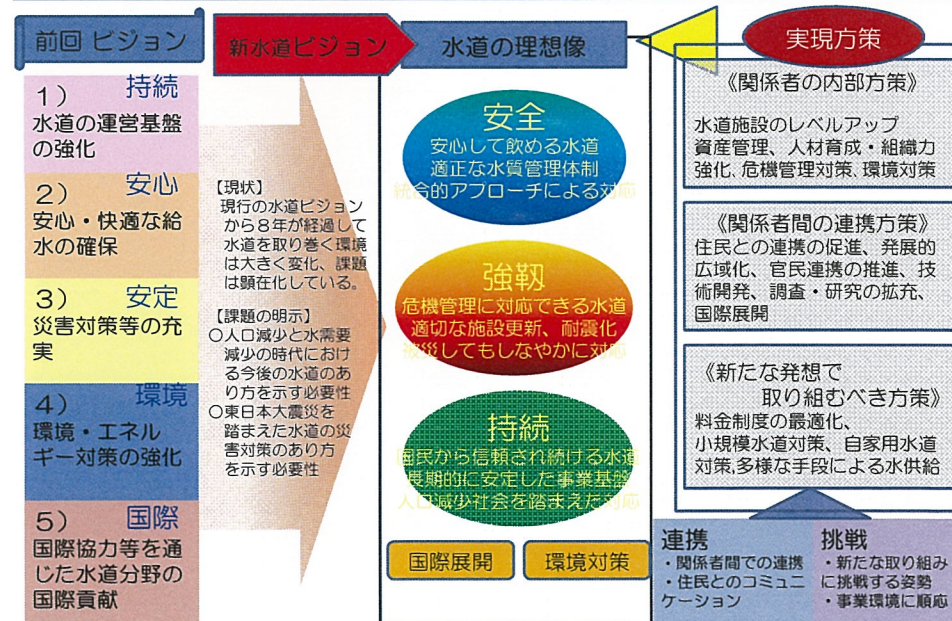 前回 ビジョン
1） 持続
水道の運営基盤
の強化
2） 安心
安心・快適な給
水の確保
3） 安定
災害対策等の充
実
4） 環境
環境・エネル
ギー対策の強化
5） 国際
国際協力等を通
じた水道分野の
国際貢献
新水道ビジョン
【現状】
現行の水道ビジョン
から８年が経過して
水道を取り巻く環境
は大きく変化、課題
は顕在化している。
【課題の明示】
○人口減少と水需要
減少の時代におけ
る今後の水道のあ
り方を示す必要性
○東日本大震災を
踏まえた水道の災
害対策のあり方
を示す必要性
水道の理想像
安全
安心して飲める水道
適正な水質管理体制
統合的アプローチによる対応
強靱
危機管理に対応できる水道
適切な施設更新、耐震化
被災してもしなやかに対応
持続
国民から信頼され続ける水道
長期的に安定した事業基盤
人口減少社会を踏まえた対応
国際展開
環境対策
実現方策
《関係者の内部方策》
水道施設のレベルアップ
資産管理、人材育成・組織力
強化、危機管理対策、環境対策
《関係者間の連携方策》
住民との連携の促進、発展的
広域化、官民連携の推進、技
術開発、調査・研究の拡充、
国際展開
《新たな発想で
取り組むべき方策》
料金制度の最適化、
小規模水道対策、自家用水道
対策,多様な手段による水供給
連携
・関係者間での連携
・住民とのコミュニ
ケーション
挑戦
・新たな取り組み
に挑戦する姿勢
・事業環境に順応